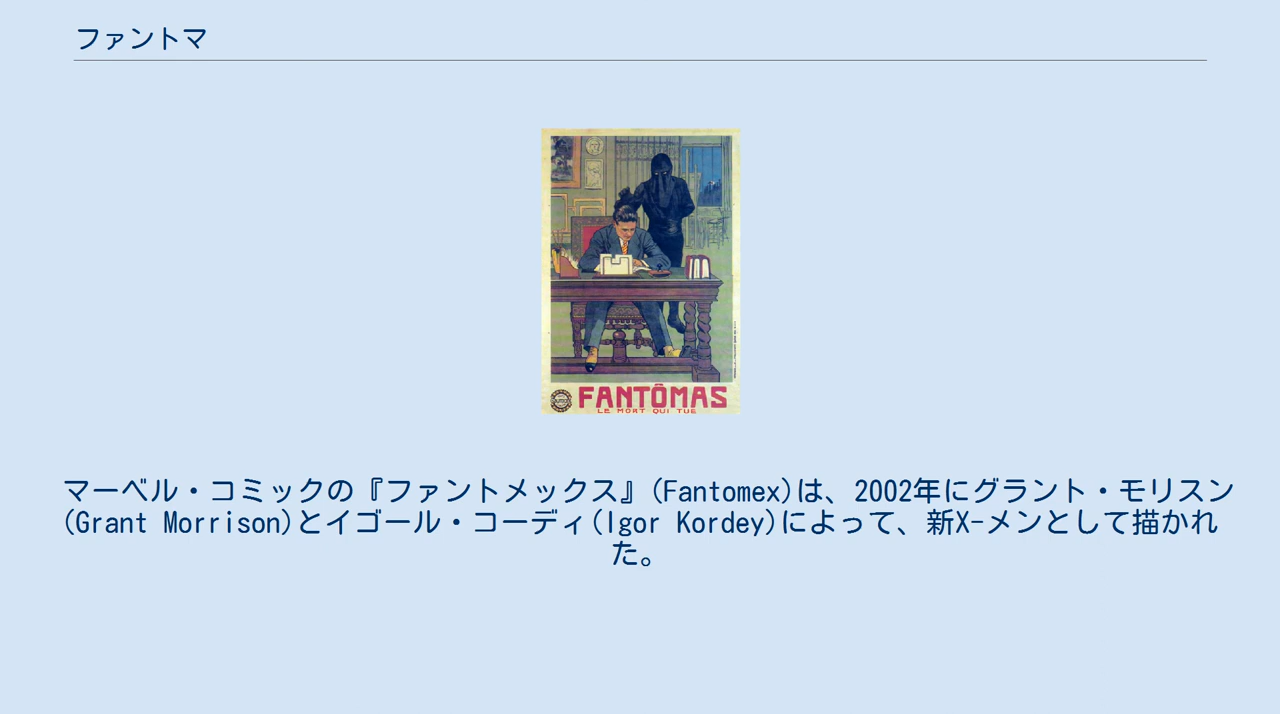 ファントマ
FANTÔMAS
LE MORT QUI TUE
マーベル・コミックの『ファントメックス』(Fantomex)は、2002年にグラント・モリスン
(Grant Morrison)とイゴール・コーディ(Igor Kordey)によって、新X-メンとして描かれ
た。